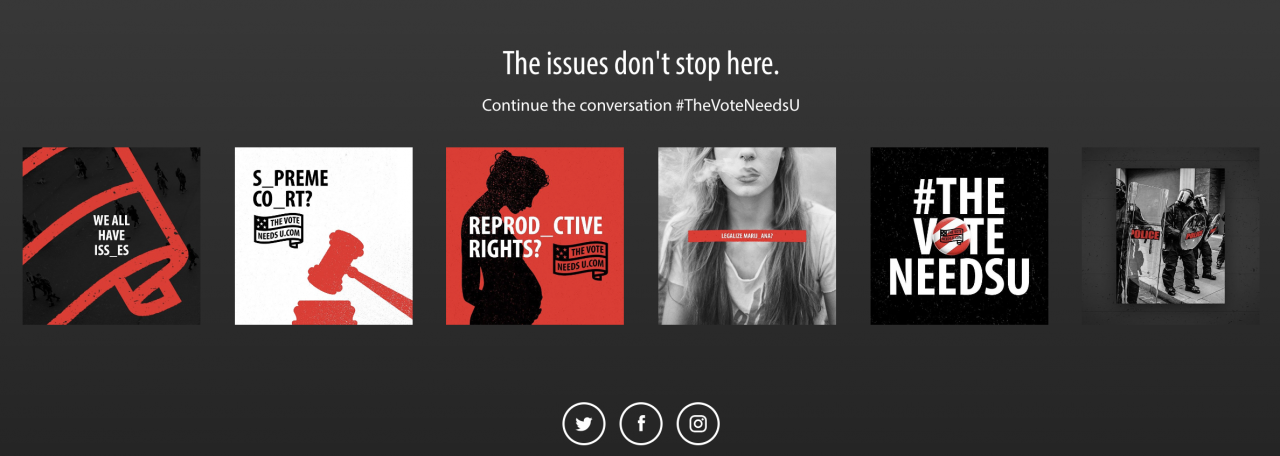 The issues don't stop here.
Continue the conversation #TheVoteNeedsU
WE ALL
HAVE
ISS_ES
S_PREME
CO_RT?
THE VOTE
NEEDS U.COM
REPROD_CTIVE
RIGHTS?
THE VOTE
NEEDS U.COM
LEGALIZE MARIJ_ANA?
#THE
VOTE
NEEDSU
POLICE